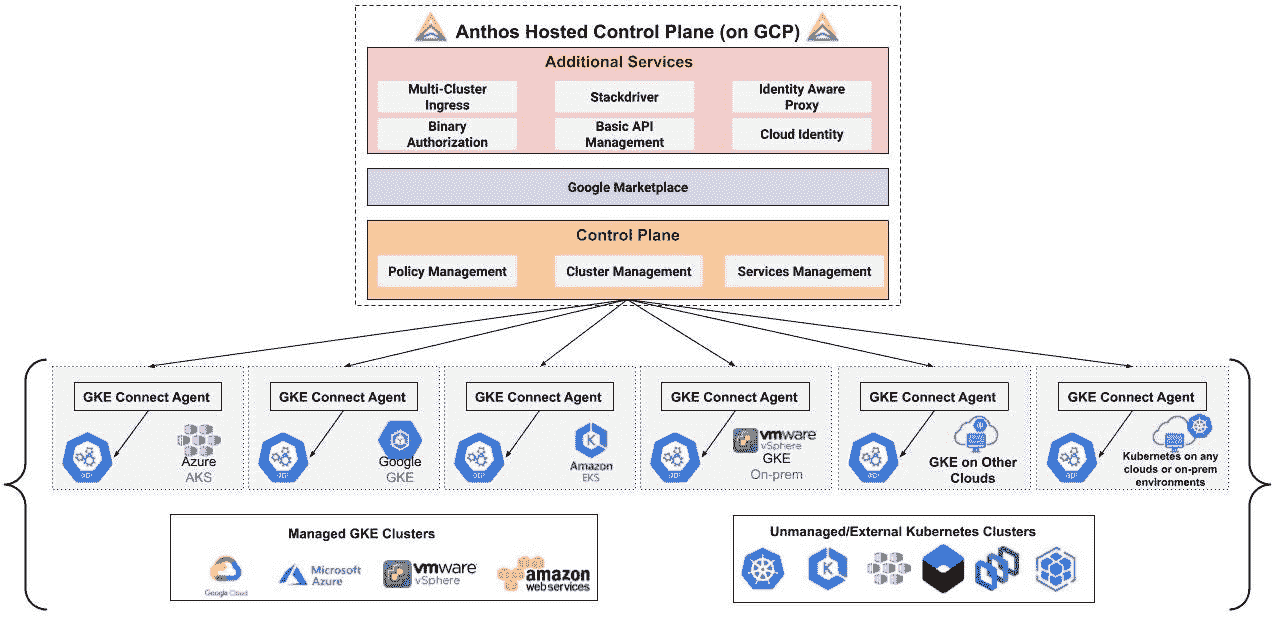 Anthos Hosted Control Plane (on GCP)
Additional Services
Multi-Cluster
Ingress
Stackdriver
Identity Aware
Proxy
Binary
Authorization
Basic API
Management
Cloud Identity
Google Marketplace
Control Plane
Policy Management
Cluster Management
Services Management
GKE Connect Agent
Azure
AKS
GKE Connect Agent
Google
GKE
GKE Connect Agent
Amazon
EKS
GKE Connect Agent
vmware
vSphere
GKE
On-prem
GKE Connect Agent
GKE on Other
Clouds
GKE Connect Agent
Kubernetes on any
clouds or on-prem
environments
Managed GKE Clusters
Google Cloud
Microsoft
Azure
vmware
vSphere
amazon
web services
Unmanaged/External Kubernetes Clusters